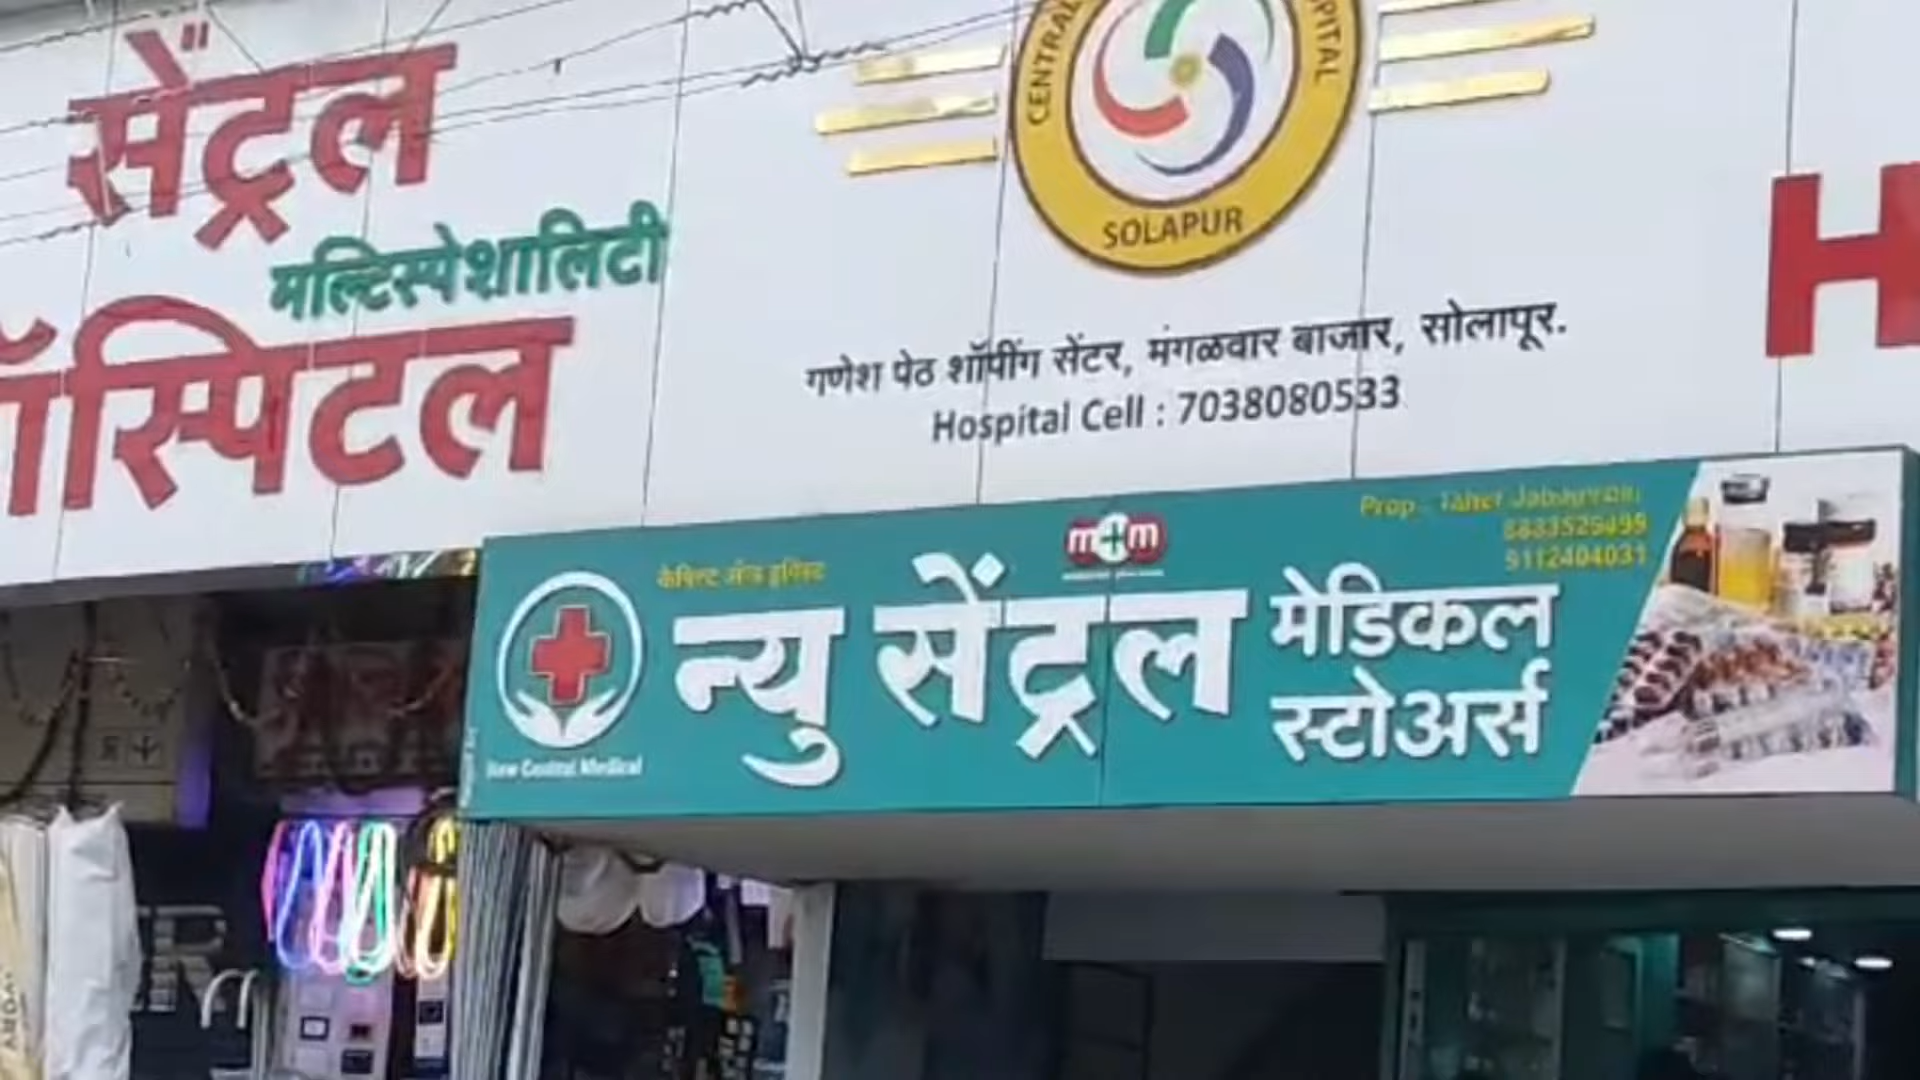 सेंट्रल
मल्टिस्पेशालिटी
हॉस्पिटल
CENTRAL
SOLAPUR
गणेश पेठ शॉपींग सेंटर, मंगळवार बाजार, सोलापूर.
Hospital Cell : 7038080533
H
Prop
9112404031
केमिस्ट अँड ड्रगिस्ट
m+m
न्यु सेंट्रल मेडिकल
स्टोअर्स
New Central Medical